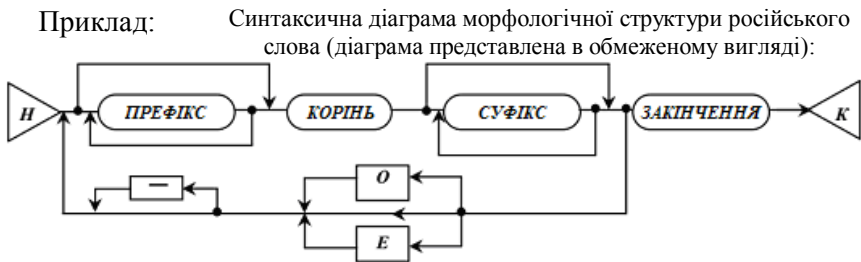 Приклад:
Синтаксична діаграма морфологічної структури російського
слова (діаграма представлена в обмеженому вигляді):
Н ПРЕФІКС КОРІНЬ СУФІКС ЗАКІНЧЕННЯ К
—
О
Е